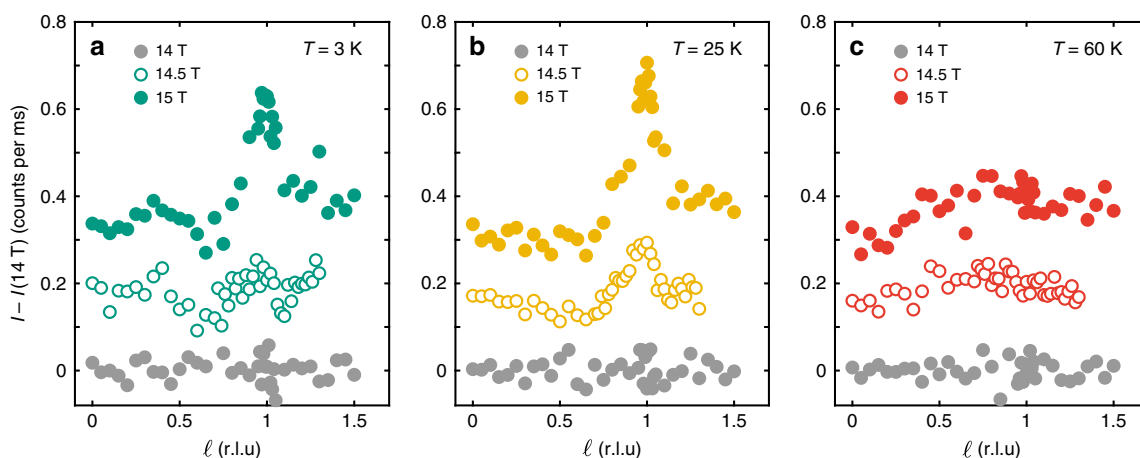 a
T = 3 K
14 T
14.5 T
15 T
b
T = 25 K
14 T
14.5 T
15 T
c
T = 60 K
14 T
14.5 T
15 T
I – I (14 T) (counts per ms)
0.8
0.6
0.4
0.2
0
0 0.5 1 1.5
0 0.5 1 1.5
0 0.5 1 1.5
ℓ (r.l.u)
ℓ (r.l.u)
ℓ (r.l.u)
0.8
0.6
0.4
0.2
0
0.8
0.6
0.4
0.2
0